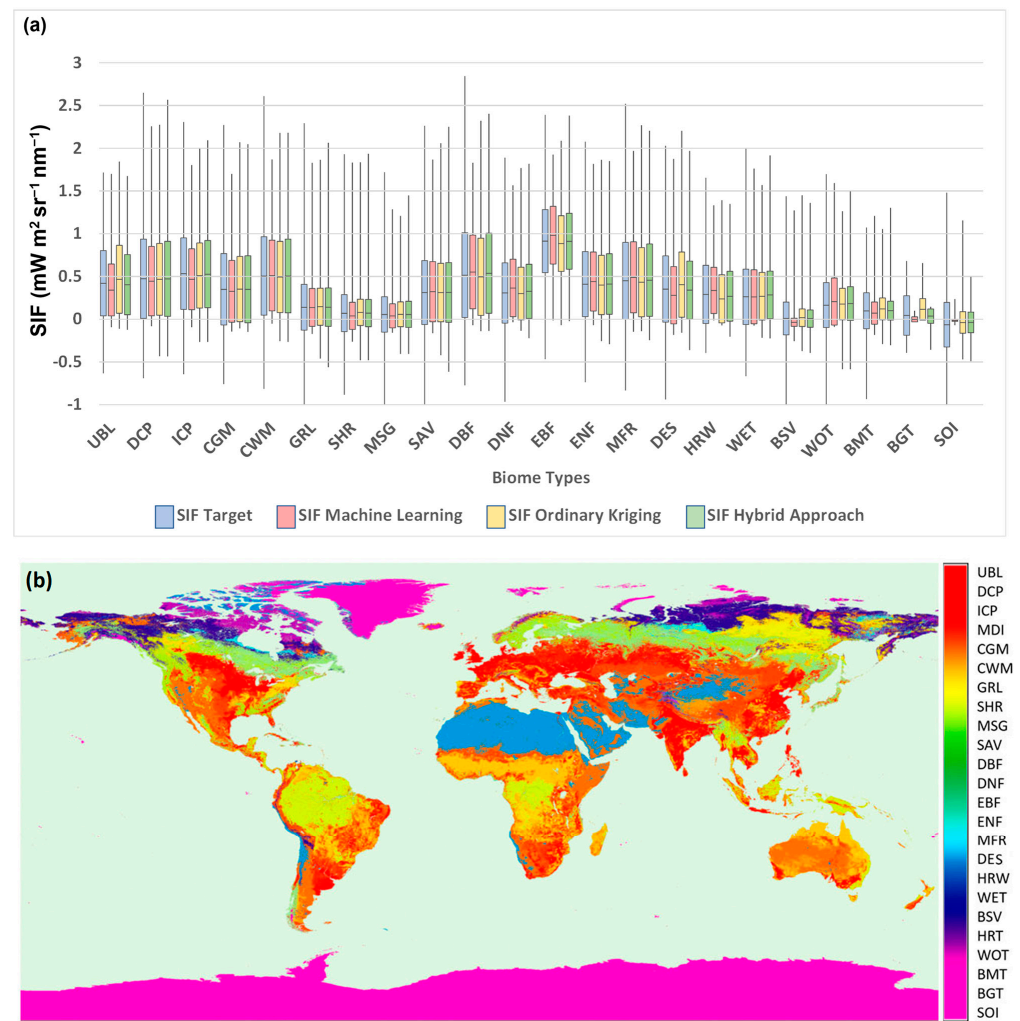 (a)
SIF (mW m² sr⁻¹ nm⁻¹)
3
2.5
2
1.5
1
0.5
0
-0.5
-1
UBL DCP ICP CGM CWM GRL SHR MSG SAV DBF DNF EBF ENF MFR DES HRW WET BSV WOT BMT BGT SOI
Biome Types
SIF Target SIF Machine Learning SIF Ordinary Kriging SIF Hybrid Approach
(b)
UBL
DCP
ICP
MDI
CGM
CWM
GRL
SHR
MSG
SAV
DBF
DNF
EBF
ENF
MFR
DES
HRW
WET
BSV
HRT
WOT
BMT
BGT
SOI